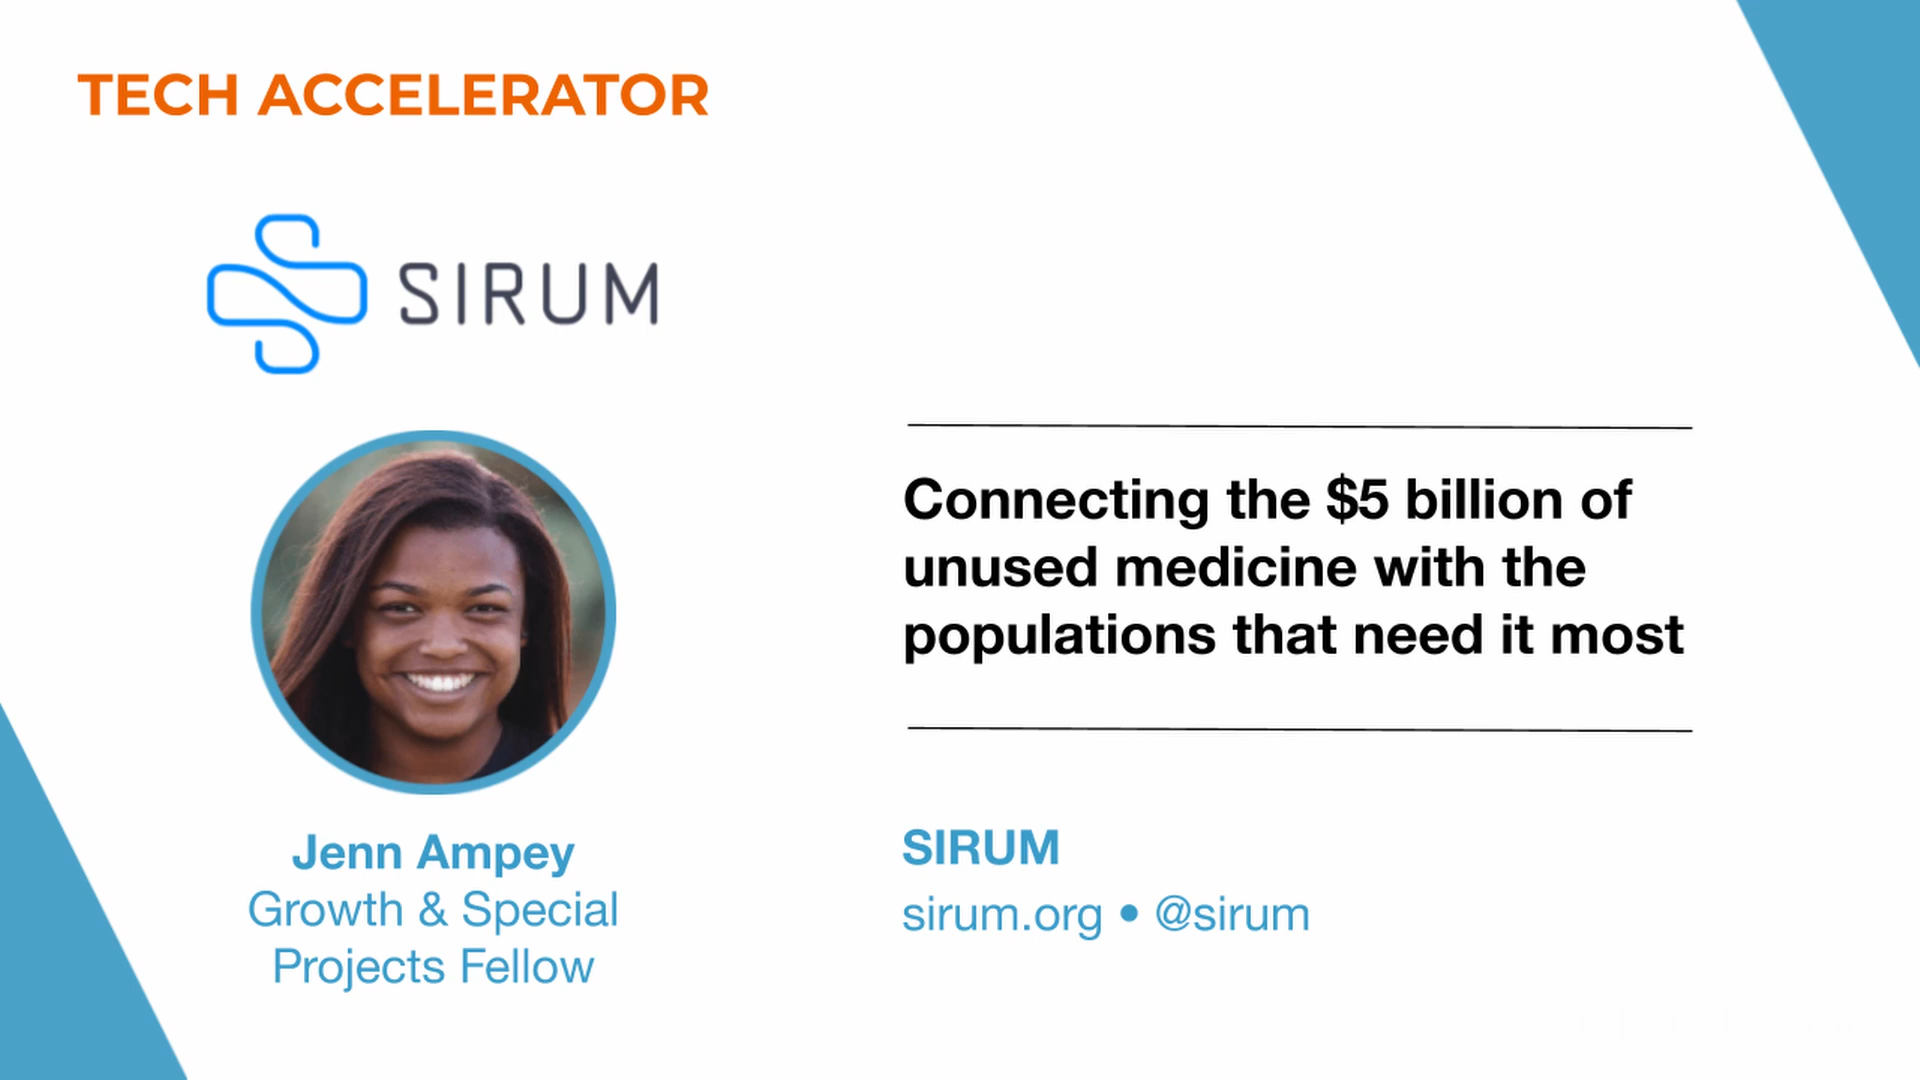 TECH ACCELERATOR
SIRUM
Jenn Ampey
Growth & Special
Projects Fellow
Connecting the $5 billion of
unused medicine with the
populations that need it most
SIRUM
sirum.org • @sirum